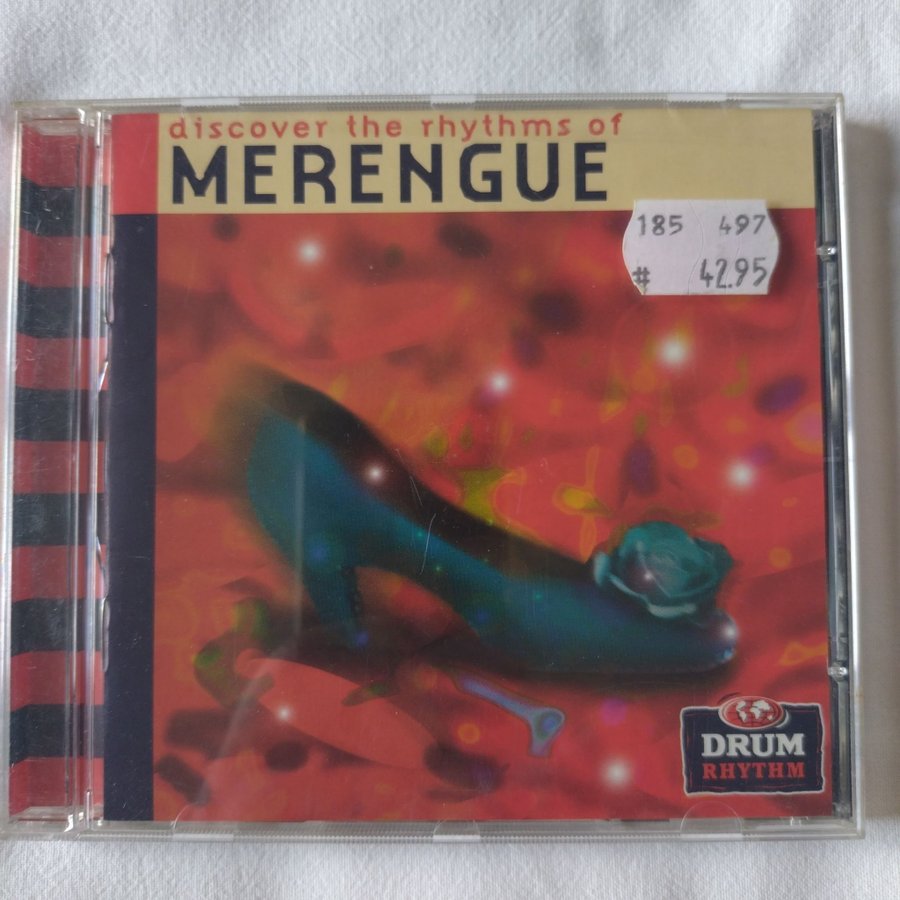 discover the rhythms of
MERENGUE
185 497
# 42.95
DRUM
RHYTHM